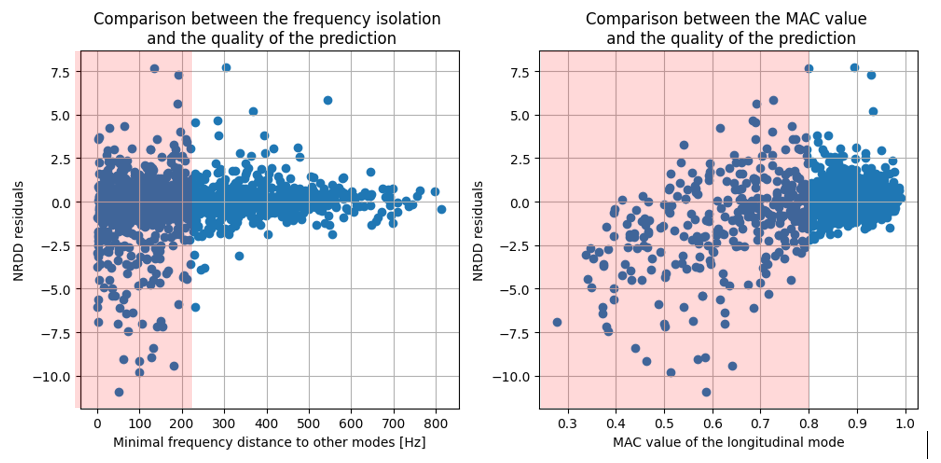 Comparison between the frequency isolation
and the quality of the prediction
7.5
5.0
2.5
0.0
−2.5
−5.0
−7.5
−10.0
NRDD residuals
0 100 200 300 400 500 600 700 800
Minimal frequency distance to other modes [Hz]
Comparison between the MAC value
and the quality of the prediction
7.5
5.0
2.5
0.0
−2.5
−5.0
−7.5
−10.0
NRDD residuals
0.3 0.4 0.5 0.6 0.7 0.8 0.9 1.0
MAC value of the longitudinal mode